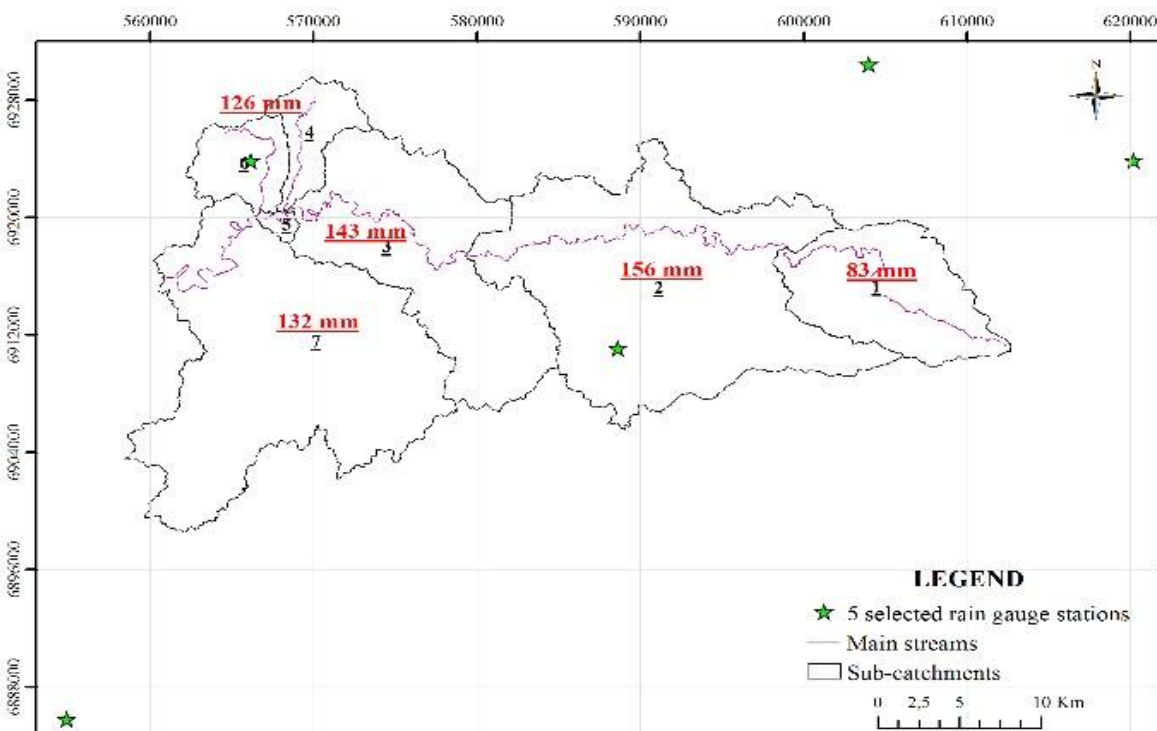 560000 570000 580000 590000 600000 610000 620000
6928000
6920000
6912000
6904000
6896000
6888000
N
126 mm
4
6
5
143 mm
3
156 mm
2
83 mm
1
132 mm
7
LEGEND
5 selected rain gauge stations
Main streams
Sub-catchments
0 2,5 5 10 Km